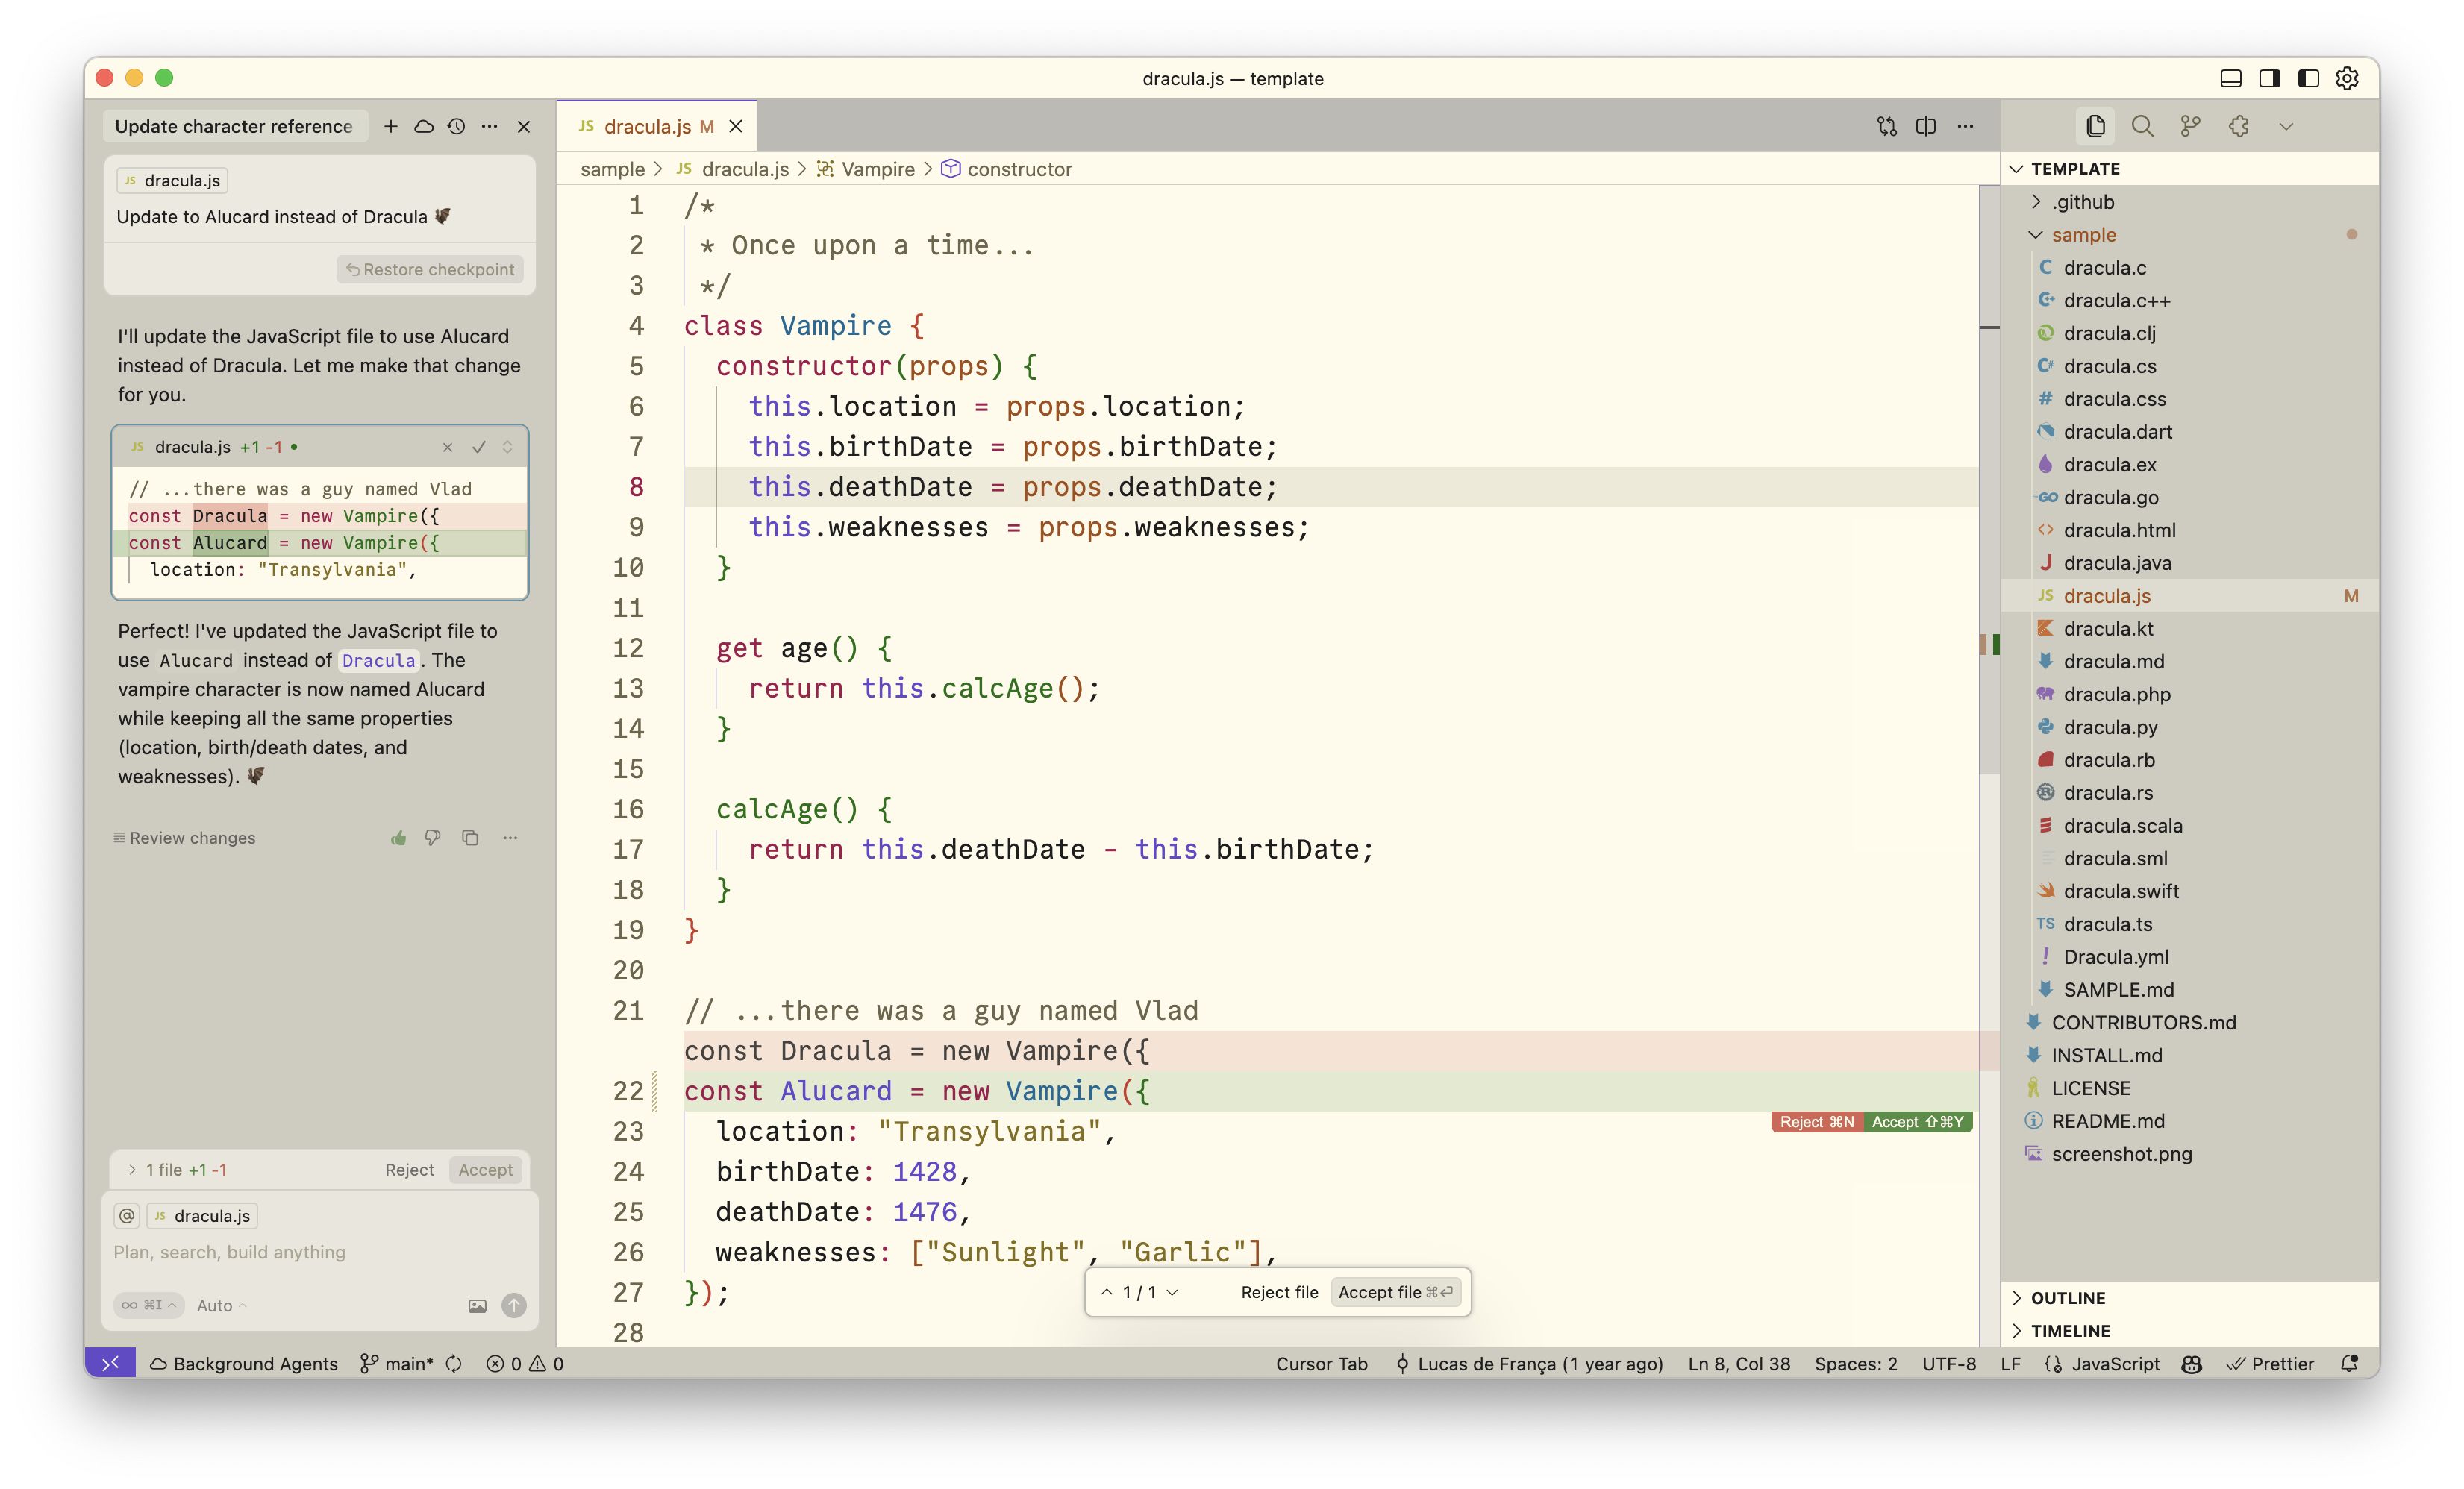 dracula.js — template
Update character reference
JS dracula.js
Update to Alucard instead of Dracula 🦇
Restore checkpoint
I'll update the JavaScript file to use Alucard
instead of Dracula. Let me make that change
for you.
JS dracula.js +1 -1
// ...there was a guy named Vlad
const Dracula = new Vampire({
const Alucard = new Vampire({
location: "Transylvania",
Perfect! I've updated the JavaScript file to
use Alucard instead of Dracula. The
vampire character is now named Alucard
while keeping all the same properties
(location, birth/death dates, and
weaknesses). 🦇
Review changes
1 file +1 -1 Reject Accept
@ JS dracula.js
Plan, search, build anything
∞ ⌘I Auto
JS dracula.js M
sample > JS dracula.js > Vampire > constructor
1 /*
2 * Once upon a time...
3 */
4 class Vampire {
5 constructor(props) {
6 this.location = props.location;
7 this.birthDate = props.birthDate;
8 this.deathDate = props.deathDate;
9 this.weaknesses = props.weaknesses;
10 }
11
12 get age() {
13 return this.calcAge();
14 }
15
16 calcAge() {
17 return this.deathDate - this.birthDate;
18 }
19 }
20
21 // ...there was a guy named Vlad
const Dracula = new Vampire({
22 const Alucard = new Vampire({
Reject ⌘N Accept ⇧⌘Y
23 location: "Transylvania",
24 birthDate: 1428,
25 deathDate: 1476,
26 weaknesses: ["Sunlight", "Garlic"],
27 });
28
1 / 1 Reject file Accept file ⌘⏎
TEMPLATE
.github
sample
C dracula.c
C+ dracula.c++
dracula.clj
C# dracula.cs
# dracula.css
dracula.dart
dracula.ex
GO dracula.go
<> dracula.html
J dracula.java
JS dracula.js M
dracula.kt
dracula.md
dracula.php
dracula.py
dracula.rb
dracula.rs
dracula.scala
dracula.sml
dracula.swift
TS dracula.ts
! Dracula.yml
SAMPLE.md
CONTRIBUTORS.md
INSTALL.md
LICENSE
README.md
screenshot.png
OUTLINE
TIMELINE
Background Agents main* 0 0 Cursor Tab Lucas de França (1 year ago) Ln 8, Col 38 Spaces: 2 UTF-8 LF JavaScript Prettier